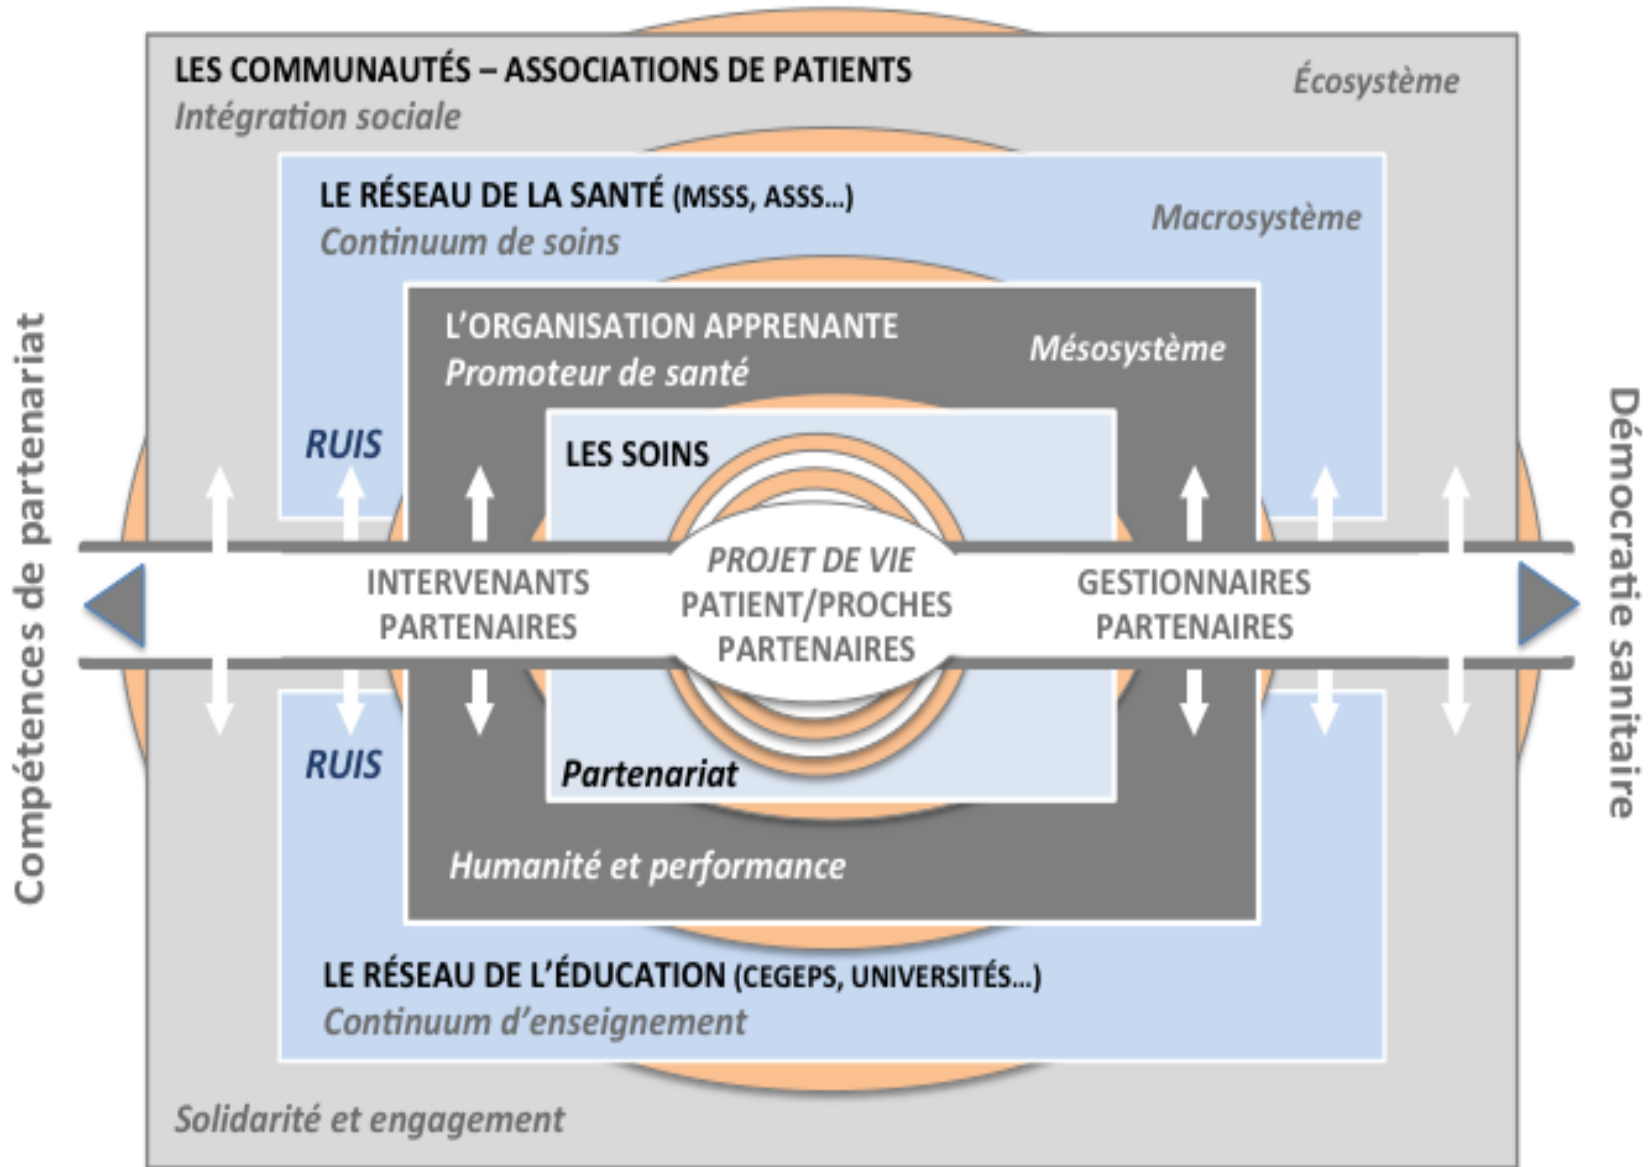 LES COMMUNAUTÉS – ASSOCIATIONS DE PATIENTS
Intégration sociale
Écosystème
LE RÉSEAU DE LA SANTÉ (MSSS, ASSS...)
Continuum de soins
Macrosystème
L'ORGANISATION APPRENANTE
Promoteur de santé
Mésosystème
RUIS
LES SOINS
Compétences de partenariat
INTERVENANTS
PARTENAIRES
PROJET DE VIE
PATIENT/PROCHES
PARTENAIRES
GESTIONNAIRES
PARTENAIRES
Démocratie sanitaire
RUIS
Partenariat
Humanité et performance
LE RÉSEAU DE L'ÉDUCATION (CEGEPS, UNIVERSITÉS...)
Continuum d'enseignement
Solidarité et engagement